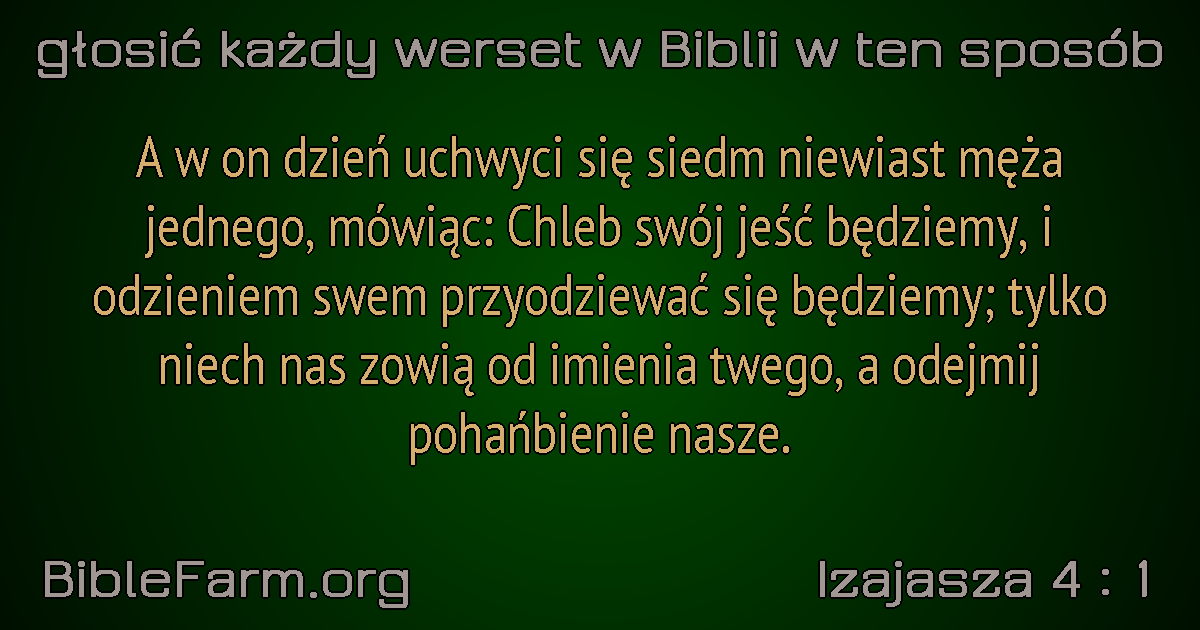 głosić każdy werset w Biblii w ten sposób
A w on dzień uchwyci się siedm niewiast męża
jednego, mówiąc: Chleb swój jeść będziemy, i
odzieniem swem przyodziewać się będziemy; tylko
niech nas zowią od imienia twego, a odejmij
pohańbienie nasze.
BibleFarm.org
Izajasza 4 : 1